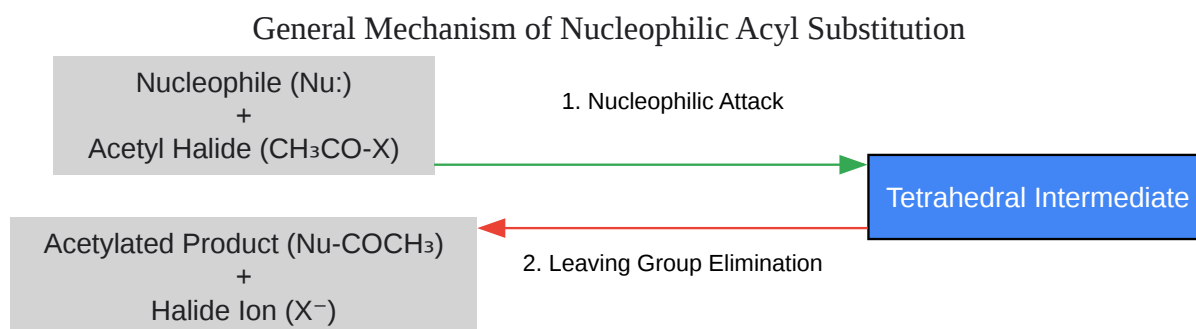 General Mechanism of Nucleophilic Acyl Substitution
Nucleophile (Nu:)
+
Acetyl Halide (CH₃CO-X)
1. Nucleophilic Attack
Tetrahedral Intermediate
Acetylated Product (Nu-COCH₃)
+
Halide Ion (X⁻)
2. Leaving Group Elimination